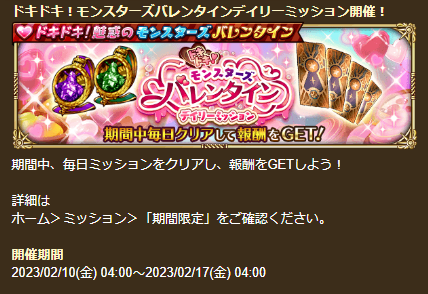 ドキドキ！モンスターズバレンタインデイリーミッション開催！
ドキドキ！魅惑のモンスターズバレンタイン
ドキドキ！
モンスターズ
バレンタイン
デイリーミッション
期間中毎日クリアして報酬をGET!
期間中、毎日ミッションをクリアし、報酬をGETしよう！
詳細は
ホーム＞ミッション＞「期間限定」をご確認ください。
開催期間
2023/02/10(金) 04:00～2023/02/17(金) 04:00